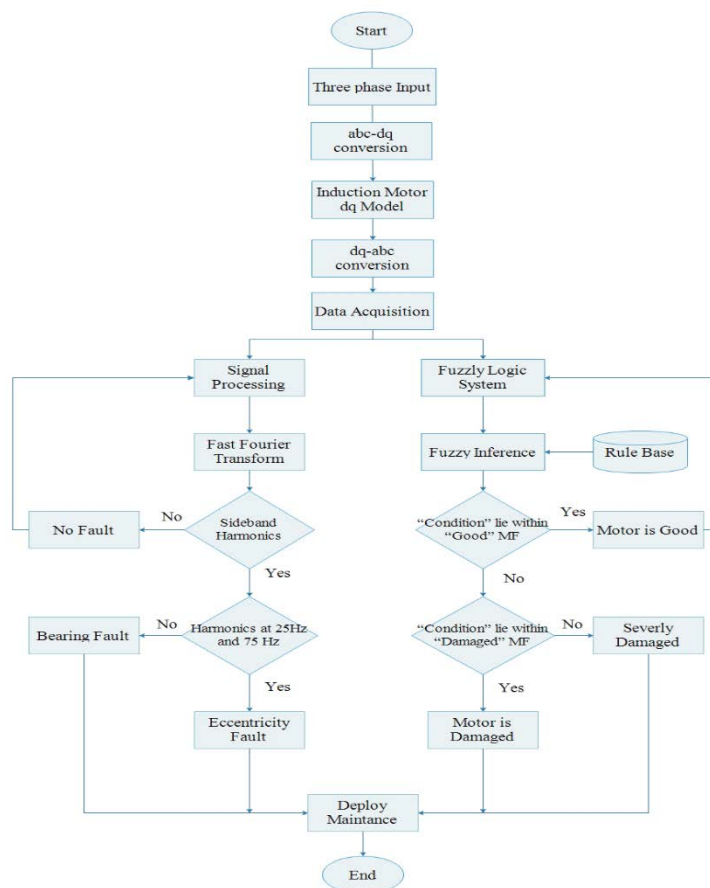 Start
Three phase Input
abc-dq
conversion
Induction Motor
dq Model
dq-abc
conversion
Data Acquisition
Signal
Processing
Fuzzly Logic
System
Fast Fourier
Transform
Fuzzy Inference
Rule Base
No Fault
No
Sideband
Harmonics
“Condition” lie within
“Good” MF
Yes
Motor is Good
Yes
No
Bearing Fault
No
Harmonics at 25Hz
and 75 Hz
“Condition” lie within
“Damaged” MF
No
Severly
Damaged
Yes
Yes
Eccentricity
Fault
Motor is
Damaged
Deploy
Maintance
End